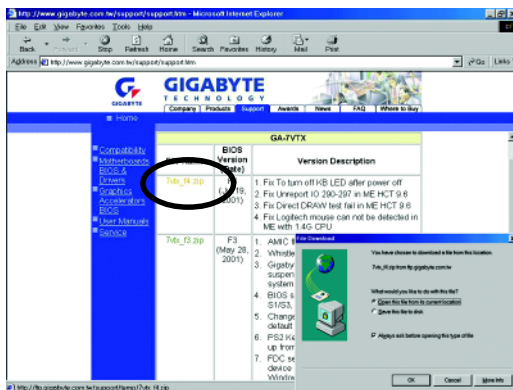 http://www.gigabyte.com.tw/support/support.htm - Microsoft Internet Explorer
File Edit View Favorites Tools Help
Back Stop Refresh Home Search Favorites History Mail Print
Address http://www.gigabyte.com.tw/support/support.htm Go Links
GIGABYTE
GIGABYTE
TECHNOLOGY
Company Products Support Awards News FAQ Where to Buy
Home
Compatibility
Motherboards
BIOS &
Drivers
Graphics
Accelerators
BIOS
User Manuals
Service
GA-7VTX
BIOS
Version
(Date)
Version Description
7vtx_f4.zip
2001)
1. Fix To turn off KB LED after power off
2. Fix Unreport IO 290-297 in ME HCT 9.6
3. Fix Direct DRAW test fail in ME HCT 9.6
4. Fix Logitech mouse can not be detected in
ME with 1.4G CPU
7vtx_f3.zip
F3
(May 28,
2001)
1. AMIC
2. Whistle
3. Gigaby
suspen
system
4. BIOS s
S1/S3,
5. Change
default
6. PS2 Ke
up from
7. FDC se
device
Window
File Download
You have chosen to download a file from this location.
7vtx_f4.zip from ftp.gigabyte.com.tw
What would you like to do with this file?
Open this file from its current location
Save this file to disk
Always ask before opening this type of file
OK Cancel More Info
http://ftp.gigabyte.com.tw/support/temp/7vtx_f4.zip